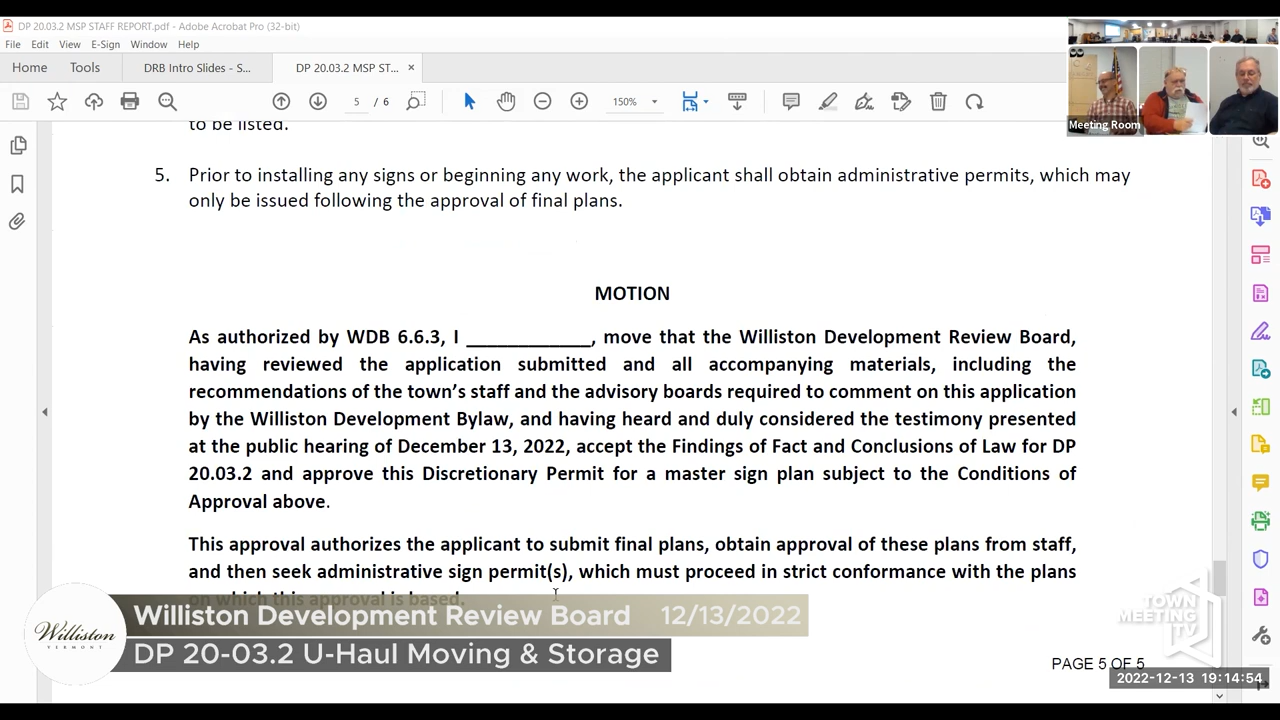 DP 20.03.2 MSP STAFF REPORT.pdf - Adobe Acrobat Pro (32-bit)
File Edit View E-Sign Window Help
Home Tools DRB Intro Slides - S... DP 20.03.2 MSP ST... ×
5 / 6 150%
Meeting Room
to be listed.
5. Prior to installing any signs or beginning any work, the applicant shall obtain administrative permits, which may
only be issued following the approval of final plans.
MOTION
As authorized by WDB 6.6.3, I ____________, move that the Williston Development Review Board,
having reviewed the application submitted and all accompanying materials, including the
recommendations of the town's staff and the advisory boards required to comment on this application
by the Williston Development Bylaw, and having heard and duly considered the testimony presented
at the public hearing of December 13, 2022, accept the Findings of Fact and Conclusions of Law for DP
20.03.2 and approve this Discretionary Permit for a master sign plan subject to the Conditions of
Approval above.
This approval authorizes the applicant to submit final plans, obtain approval of these plans from staff,
and then seek administrative sign permit(s), which must proceed in strict conformance with the plans
on which this approval is based.
Williston Development Review Board 12/13/2022
Williston
VERMONT
DP 20-03.2 U-Haul Moving & Storage
TOWN
MEETING
TV
PAGE 5 OF 5
2022-12-13 19:14:54